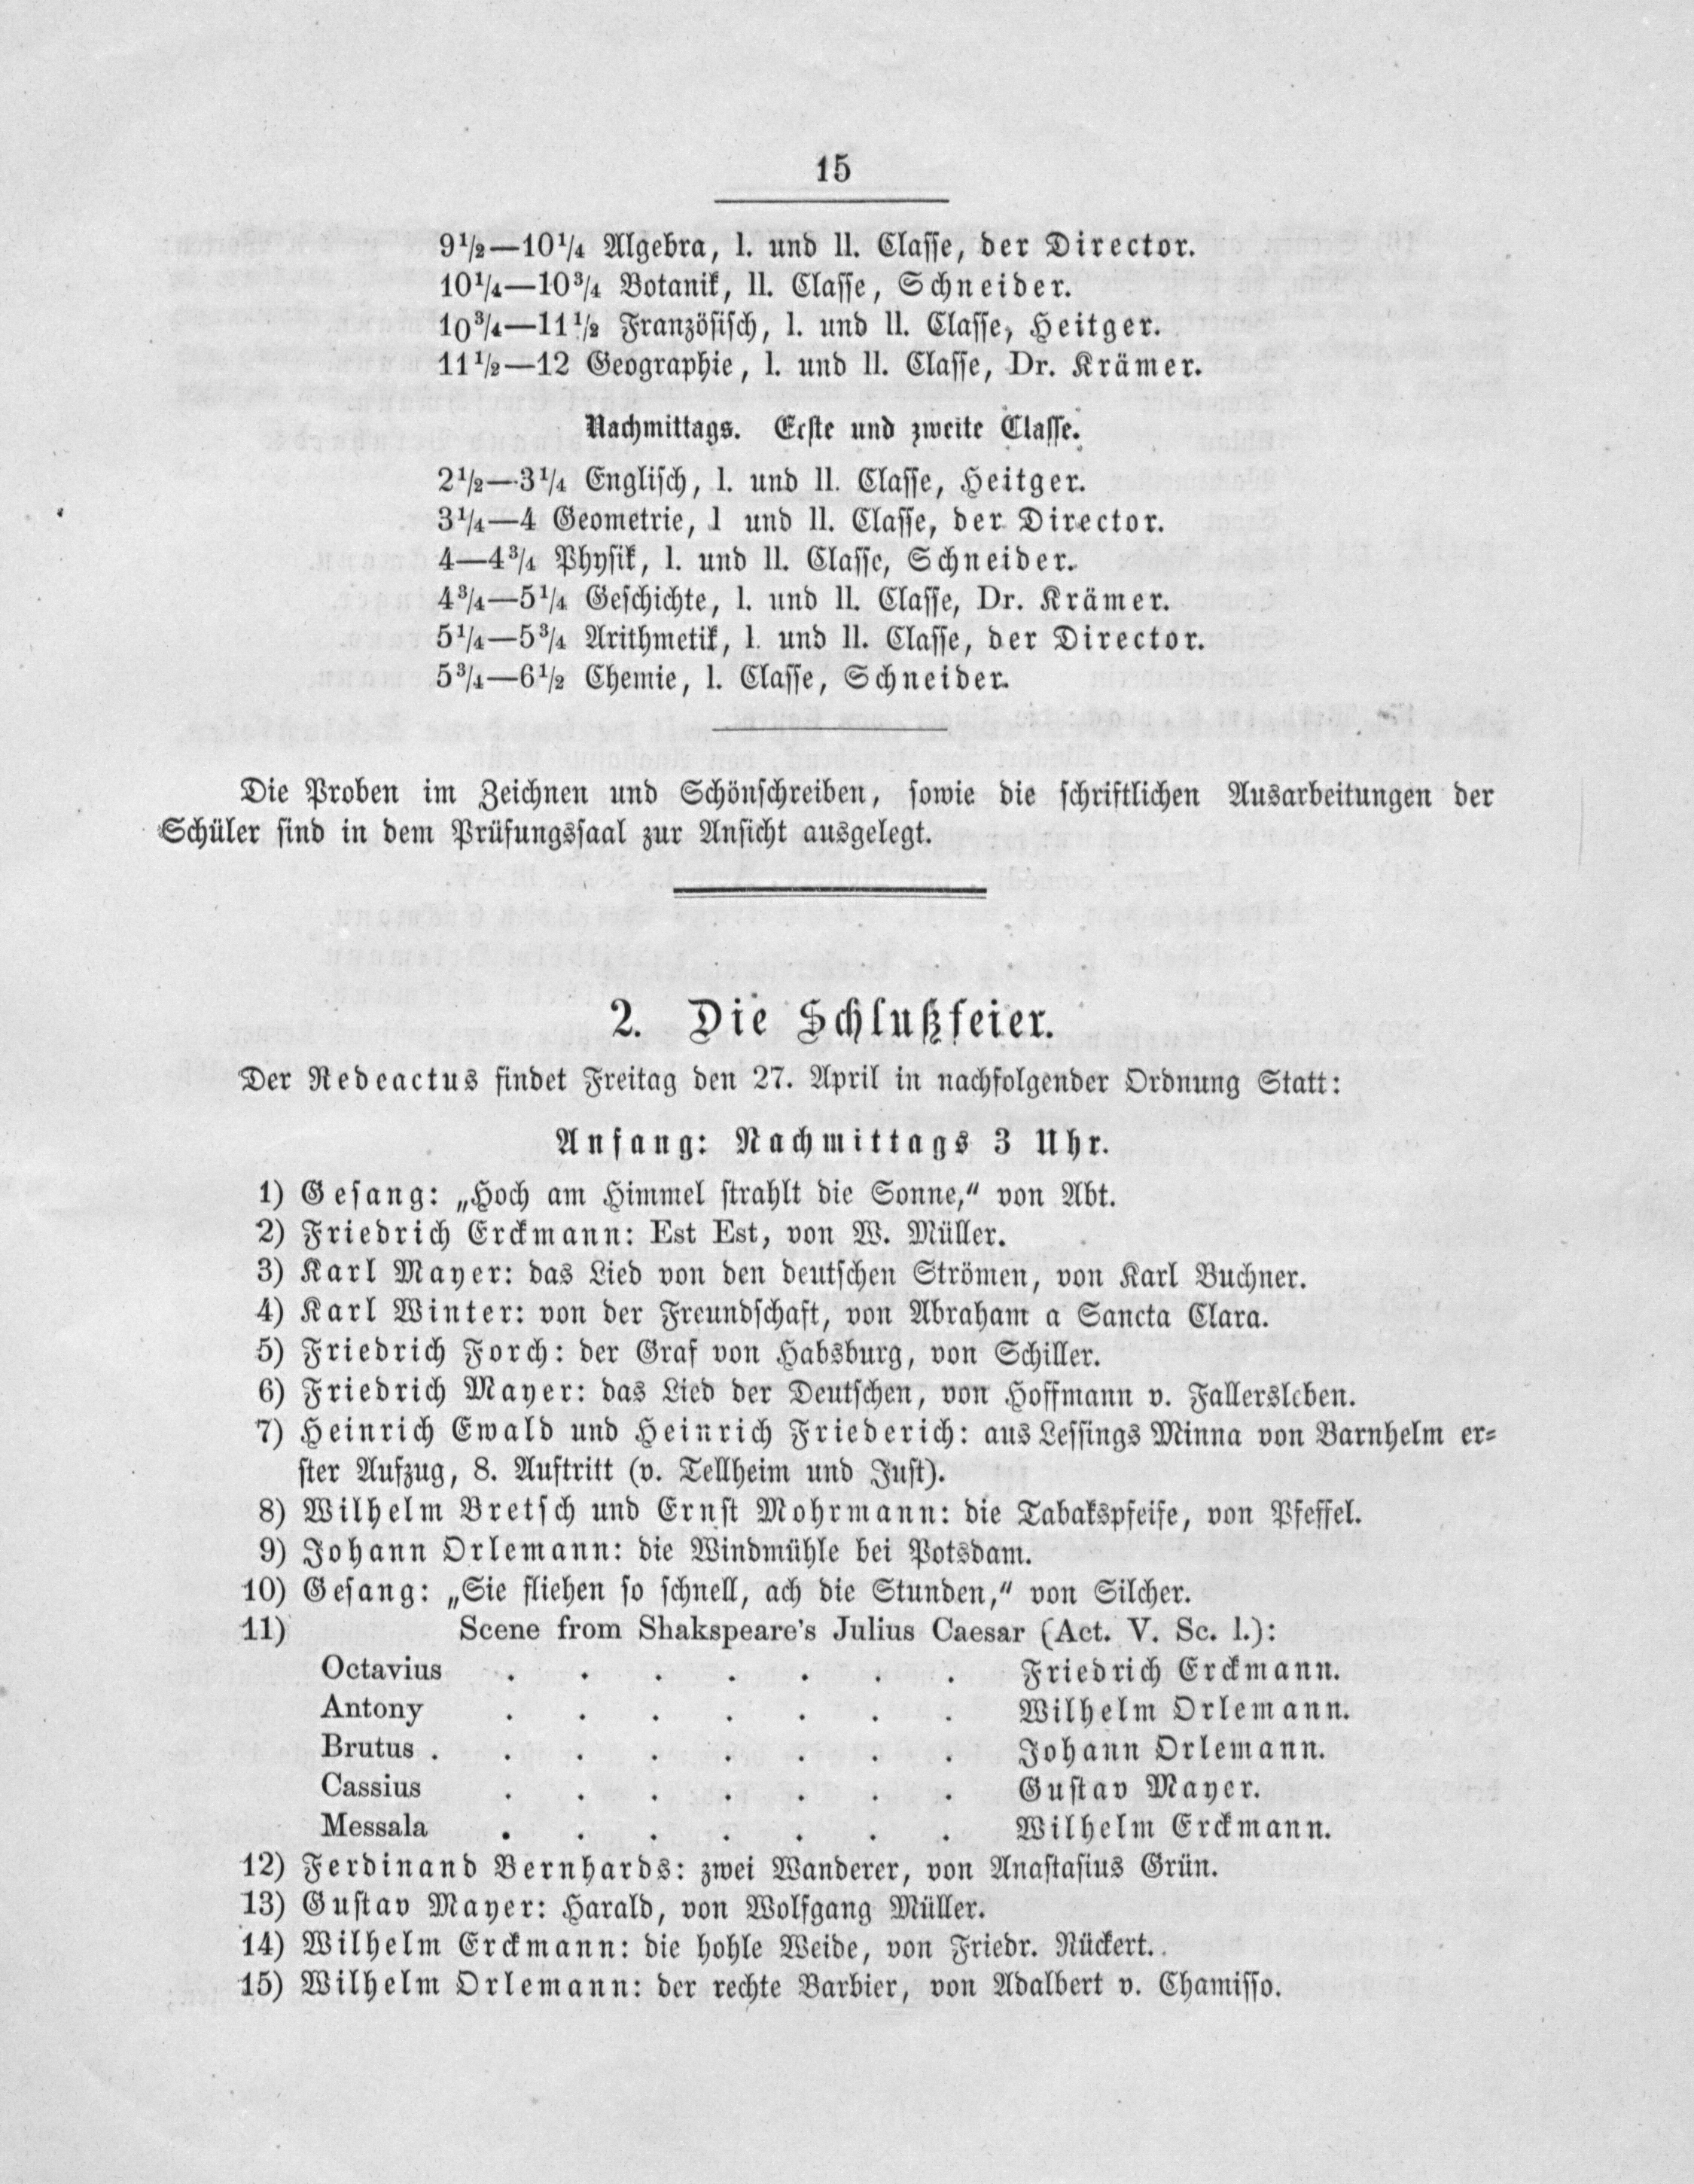 15
9½—10¼ Algebra, I. und II. Classe, der Director.
10¼—10¾ Botanik, II. Classe, Schneider.
10¾—11½ Französisch, I. und II. Classe, Heitger.
11½—12 Geographie, I. und II. Classe, Dr. Krämer.
Nachmittags. Erste und zweite Classe.
2½—3¼ Englisch, I. und II. Classe, Heitger.
3¼—4 Geometrie, I und II. Classe, der Director.
4—4¾ Physik, I. und II. Classe, Schneider.
4¾—5¼ Geschichte, I. und II. Classe, Dr. Krämer.
5¼—5¾ Arithmetik, I. und II. Classe, der Director.
5¾—6½ Chemie, I. Classe, Schneider.
Die Proben im Zeichnen und Schönschreiben, sowie die schriftlichen Ausarbeitungen der
Schüler sind in dem Prüfungssaal zur Ansicht ausgelegt.
2. Die Schlußfeier.
Der Redeactus findet Freitag den 27. April in nachfolgender Ordnung Statt:
Anfang: Nachmittags 3 Uhr.
1) Gesang: „Hoch am Himmel strahlt die Sonne,“ von Abt.
2) Friedrich Erckmann: Est Est, von W. Müller.
3) Karl Mayer: das Lied von den deutschen Strömen, von Karl Buchner.
4) Karl Winter: von der Freundschaft, von Abraham a Sancta Clara.
5) Friedrich Forch: der Graf von Habsburg, von Schiller.
6) Friedrich Mayer: das Lied der Deutschen, von Hoffmann v. Fallersleben.
7) Heinrich Ewald und Heinrich Friederich: aus Lessings Minna von Barnhelm er-
ster Aufzug, 8. Auftritt (v. Tellheim und Just).
8) Wilhelm Bretsch und Ernst Mohrmann: die Tabakspfeife, von Pfeffel.
9) Johann Orlemann: die Windmühle bei Potsdam.
10) Gesang: „Sie fliehen so schnell, ach die Stunden,“ von Silcher.
11) Scene from Shakspeare's Julius Caesar (Act. V. Sc. I.):
Octavius . . . . . . . Friedrich Erckmann.
Antony . . . . . . . Wilhelm Orlemann.
Brutus . . . . . . . . Johann Orlemann.
Cassius . . . . . . . Gustav Mayer.
Messala . . . . . . . Wilhelm Erckmann.
12) Ferdinand Bernhards: zwei Wanderer, von Anastasius Grün.
13) Gustav Mayer: Harald, von Wolfgang Müller.
14) Wilhelm Erckmann: die hohle Weide, von Friedr. Rückert.
15) Wilhelm Orlemann: der rechte Barbier, von Adalbert v. Chamisso.